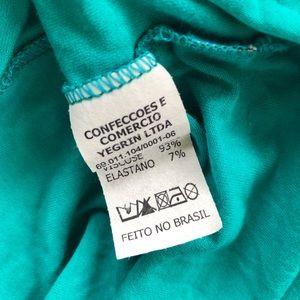 CONFECCOES E
COMERCIO
YEGRIN LTDA
69.011.104/0001-06
VISCOSE 93%
ELASTANO 7%
FEITO NO BRASIL